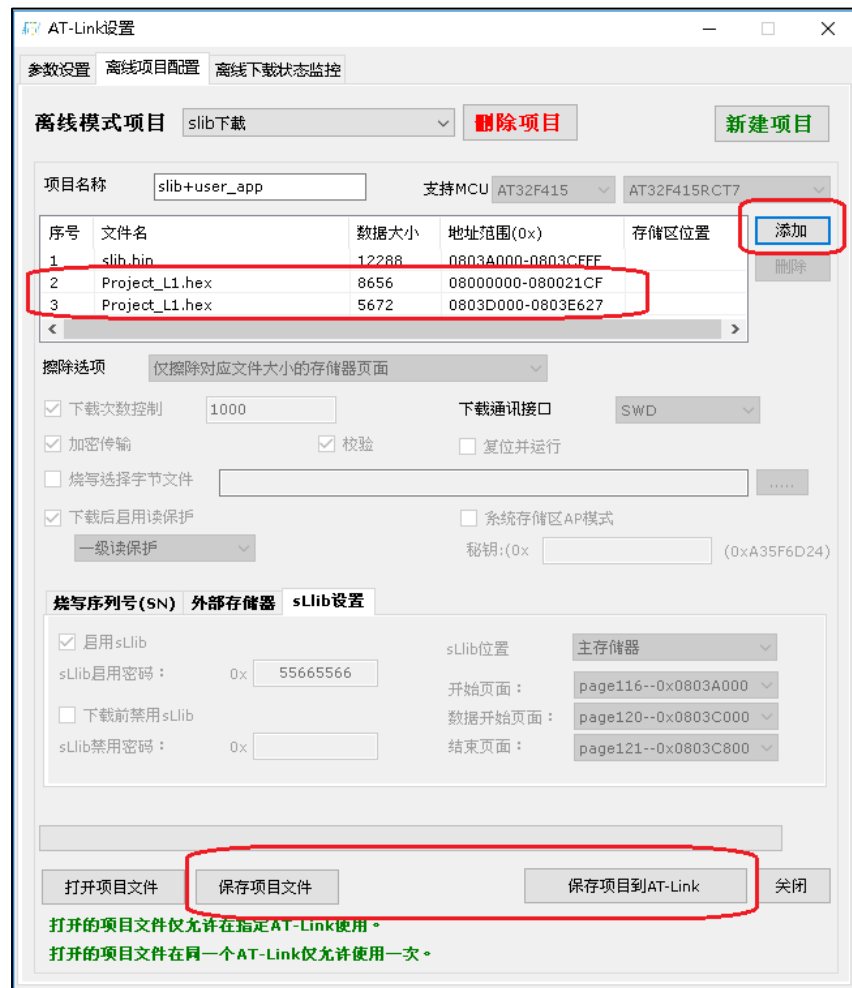 AT-Link设置
参数设置 离线项目配置 离线下载状态监控
离线模式项目 slib下載 删除项目 新建项目
项目名称 slib+user_app 支持MCU AT32F415 AT32F415RCT7
序号 文件名 数据大小 地址范围(0x) 存储区位置 添加
1 slib.bin 12288 0803A000-0803CFFF 删除
2 Project_L1.hex 8656 08000000-080021CF
3 Project_L1.hex 5672 0803D000-0803E627
擦除选项 仅擦除对应文件大小的存储器页面
下载次数控制 1000 下载通讯接口 SWD
加密传输 校验 复位并运行
烧写选择字节文件 .....
下载后启用读保护 系统存储区AP模式
一级读保护 秘钥:(0x (0xA35F6D24)
烧写序列号(SN) 外部存储器 sLlib设置
启用sLlib sLlib位置 主存储器
sLlib启用密码： 0x 55665566 开始页面： page116--0x0803A000
下载前禁用sLlib 数据开始页面： page120--0x0803C000
sLlib禁用密码： 0x 结束页面： page121--0x0803C800
打开项目文件 保存项目文件 保存项目到AT-Link 关闭
打开的项目文件仅允许在指定AT-Link使用。
打开的项目文件在同一个AT-Link仅允许使用一次。